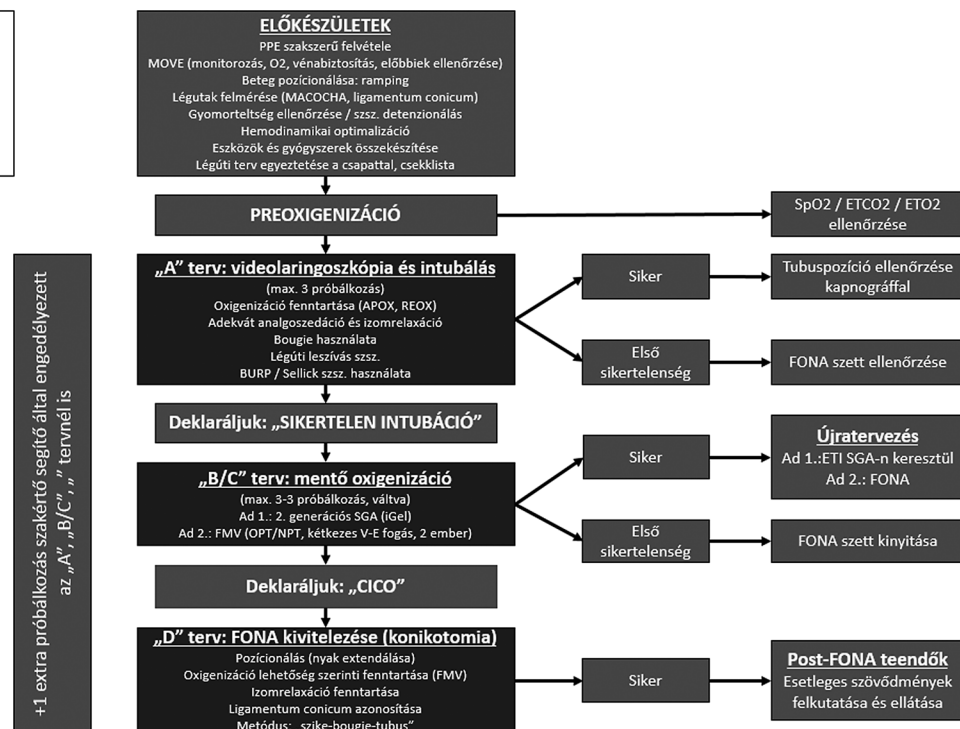 ELŐKÉSZÜLETEK
PPE szakszerű felvétele
MOVE (monitorozás, O2, vénabiztosítás, előbbiek ellenőrzése)
Beteg pozícionálása: ramping
Légutak felmérése (MACOCHA, ligamentum conicum)
Gyomorteltség ellenőrzése / szsz. detenzionálás
Hemodinamikai optimalizáció
Eszközök és gyógyszerek összekészítése
Légúti terv egyeztetése a csapattal, csekklista
PREOXIGENIZÁCIÓ
SpO2 / ETCO2 / ETO2
ellenőrzése
„A” terv: videolaringoszkópia és intubálás
(max. 3 próbálkozás)
Oxigenizáció fenntartása (APOX, REOX)
Adekvát analgoszedáció és izomrelaxáció
Bougie használata
Légúti leszívás szsz.
BURP / Sellick szsz. használata
Siker
Tubuspozíció ellenőrzése
kapnográffal
Első
sikertelenség
FONA szett ellenőrzése
Deklaráljuk: „SIKERTELEN INTUBÁCIÓ”
„B/C” terv: mentő oxigenizáció
(max. 3-3 próbálkozás, váltva)
Ad 1.: 2. generációs SGA (iGel)
Ad 2.: FMV (OPT/NPT, kétkezes V-E fogás, 2 ember)
Siker
Újratervezés
Ad 1.:ETI SGA-n keresztül
Ad 2.: FONA
Első
sikertelenség
FONA szett kinyitása
Deklaráljuk: „CICO”
„D” terv: FONA kivitelezése (konikotomia)
Pozícionálás (nyak extendálása)
Oxigenizáció lehetőség szerinti fenntartása (FMV)
Izomrelaxáció fenntartása
Ligamentum conicum azonosítása
Metódus: „szike-bougie-tubus”
Siker
Post-FONA teendők
Esetleges szövődmények
felkutatása és ellátása
+1 extra próbálkozás szakértő segítő által engedélyezett
az „A”, „B/C”, „ ” tervnél is